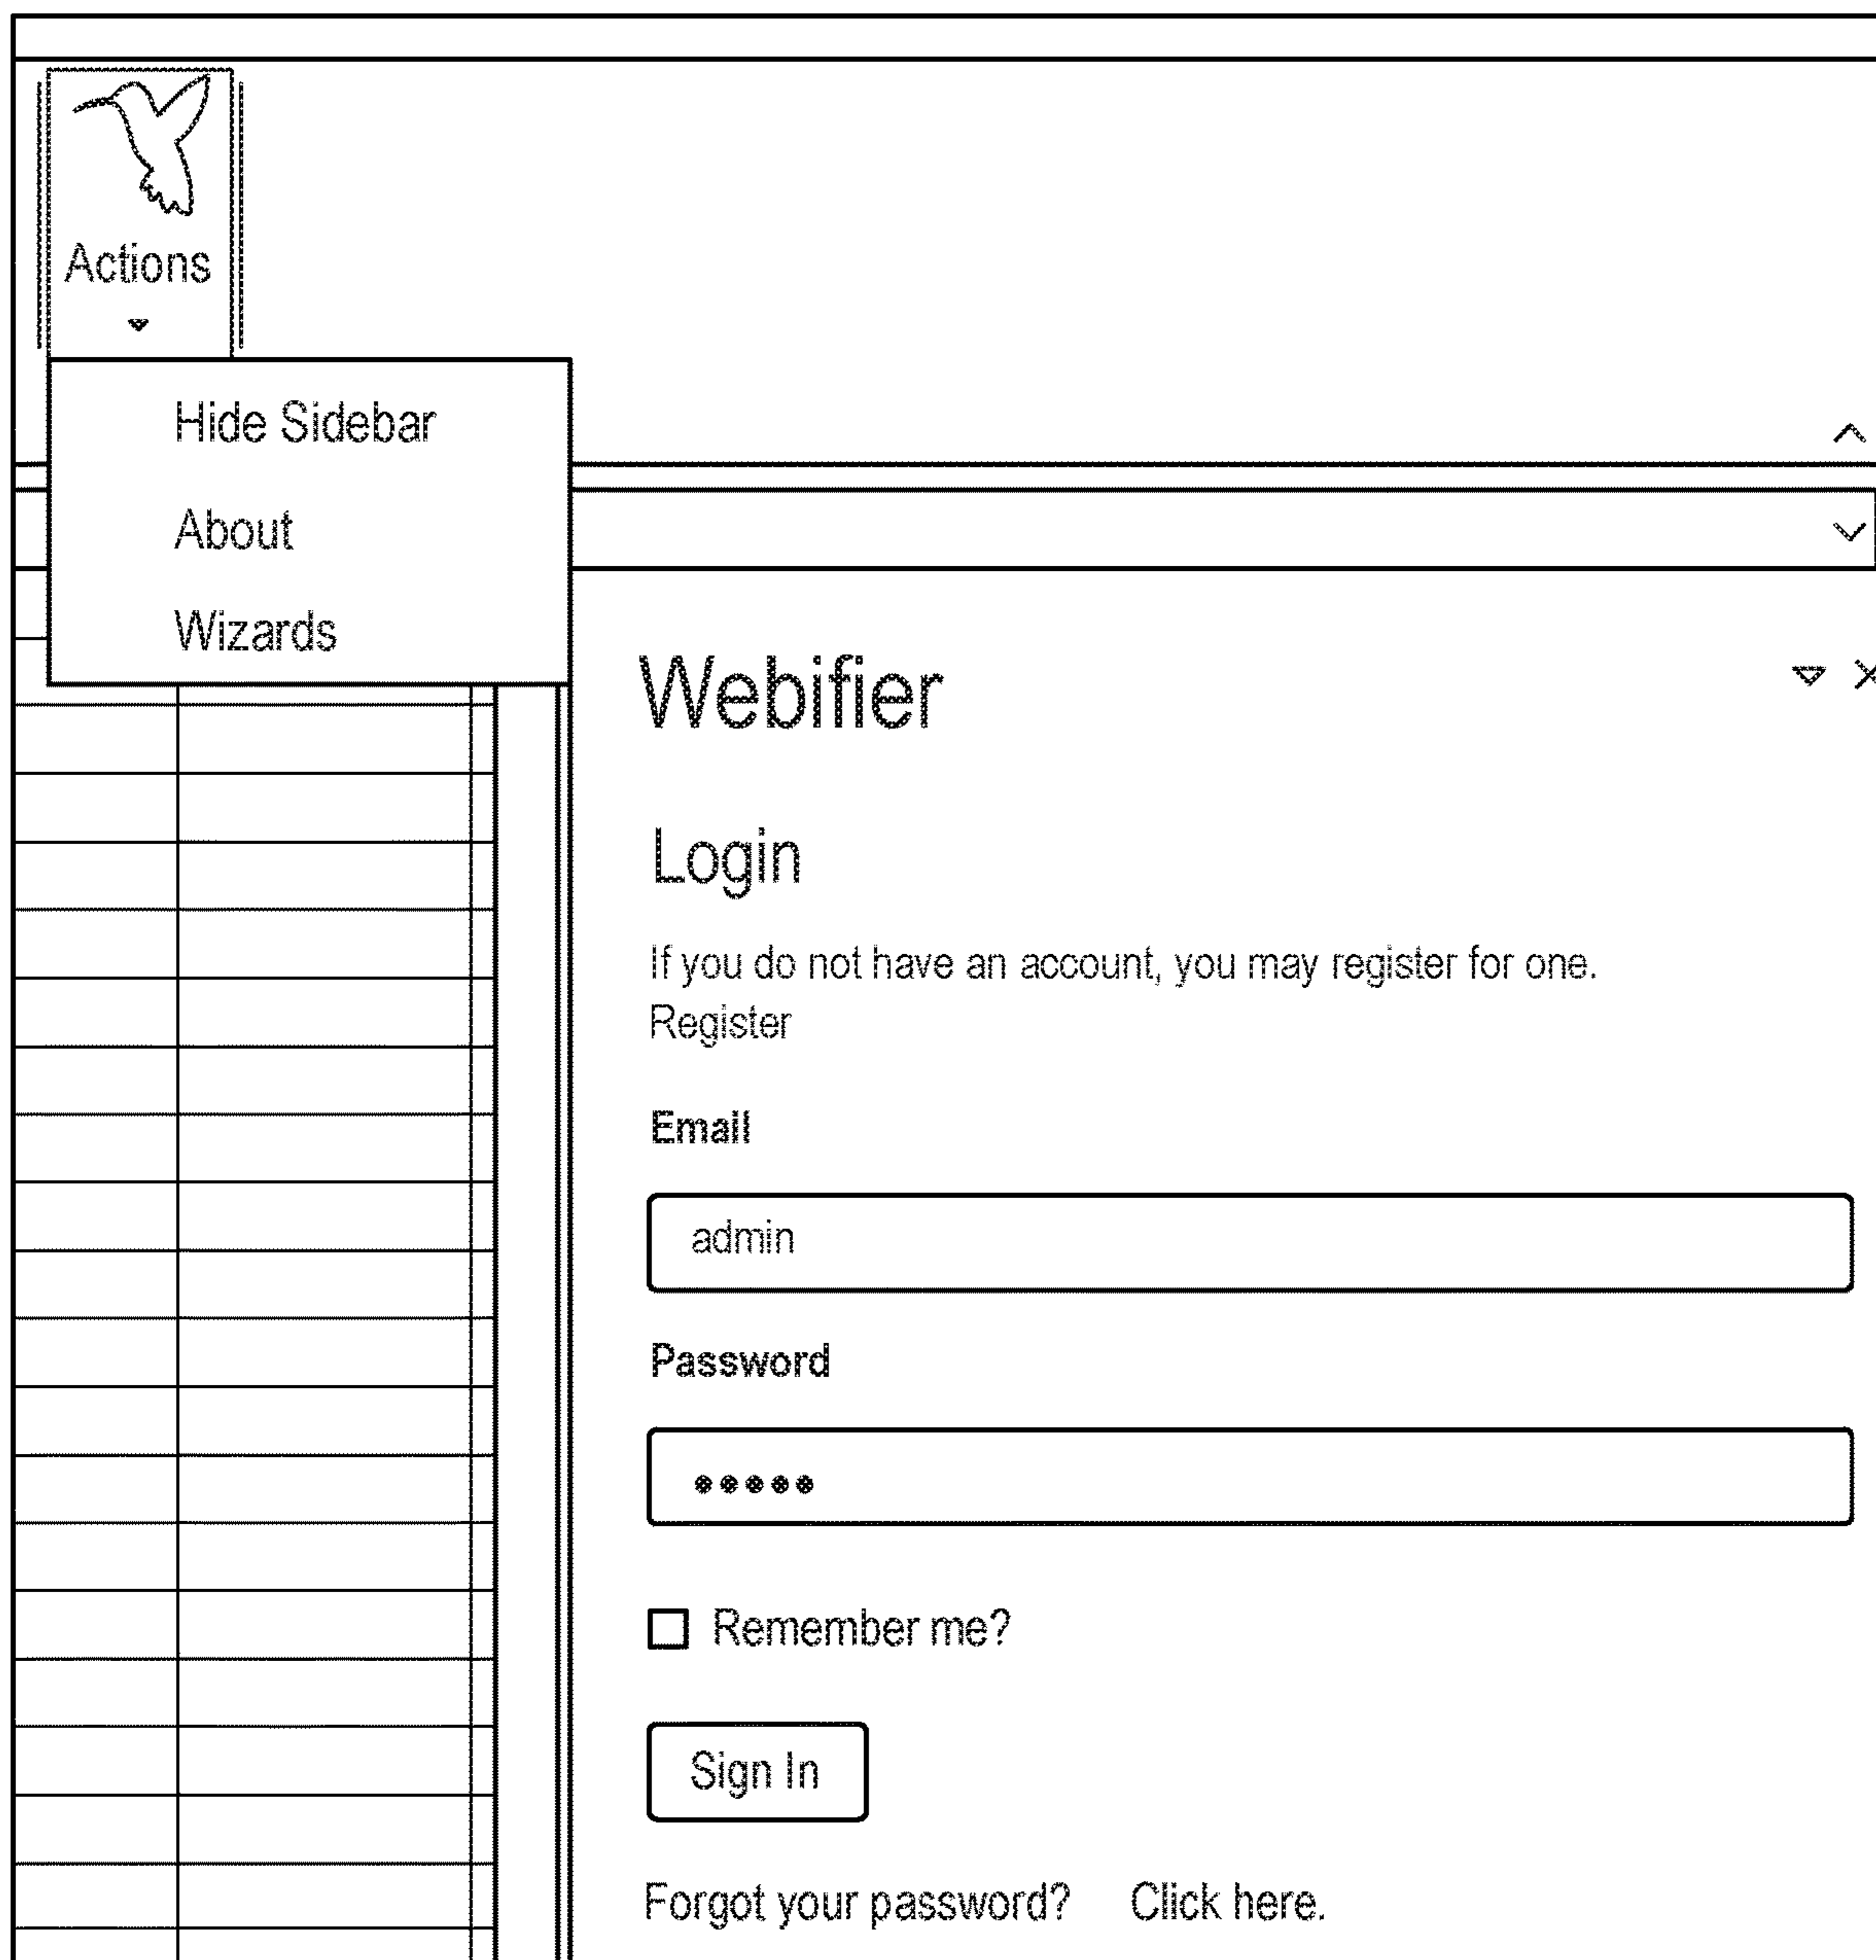 Actions
Hide Sidebar
About
Wizards
Webifier
Login
If you do not have an account, you may register for one.
Register
Email
admin
Password
•••••
Remember me?
Sign In
Forgot your password? Click here.